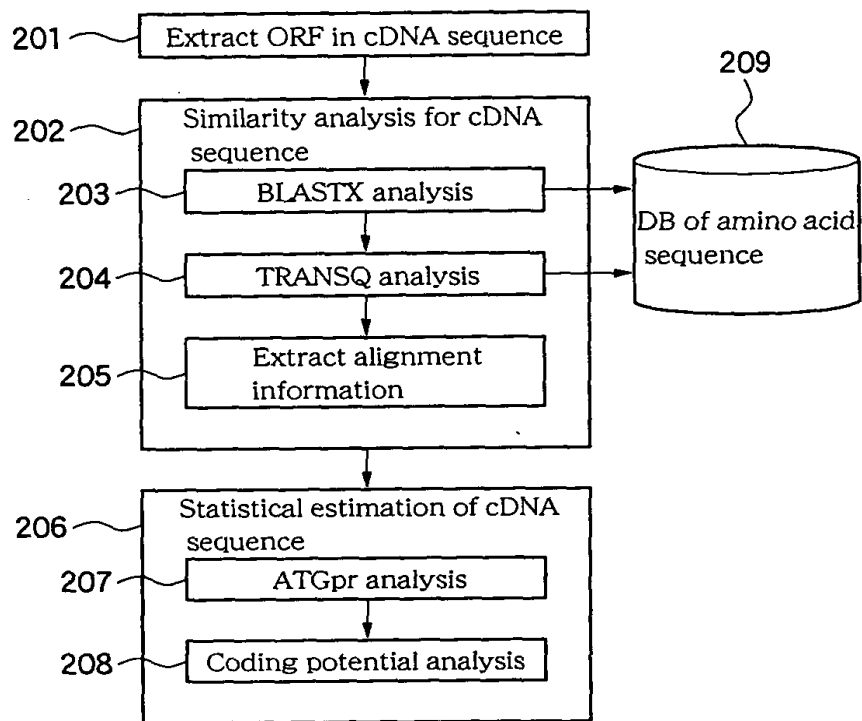 201
Extract ORF in cDNA sequence
209
202
Similarity analysis for cDNA
sequence
203
BLASTX analysis
DB of amino acid
sequence
204
TRANSQ analysis
205
Extract alignment
information
206
Statistical estimation of cDNA
sequence
207
ATGpr analysis
208
Coding potential analysis